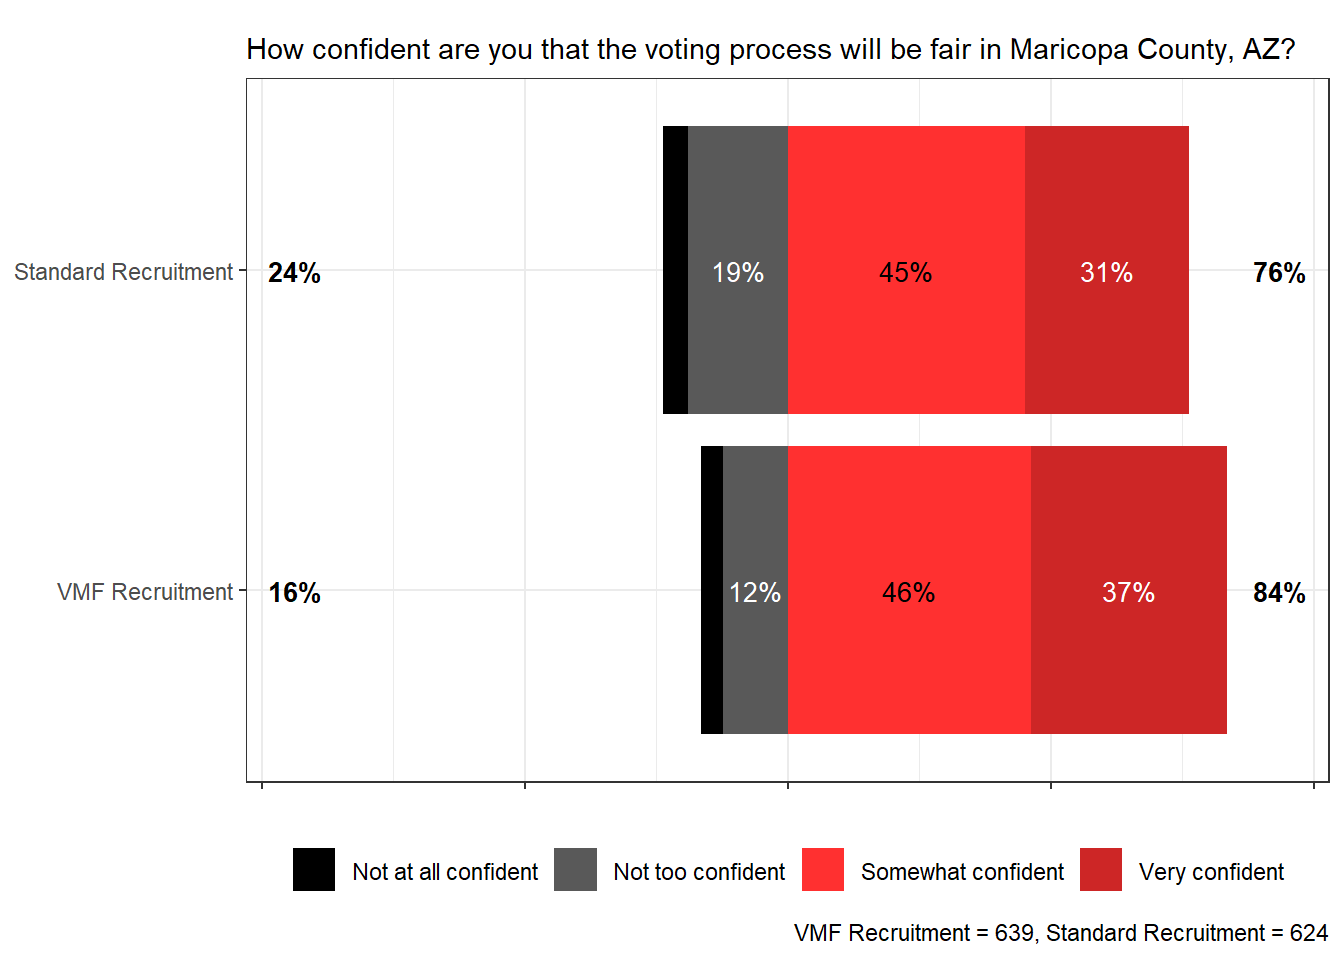 How confident are you that the voting process will be fair in Maricopa County, AZ?
Standard Recruitment 24% 19% 45% 31% 76%
VMF Recruitment 16% 12% 46% 37% 84%
Not at all confident Not too confident Somewhat confident Very confident
VMF Recruitment = 639, Standard Recruitment = 624